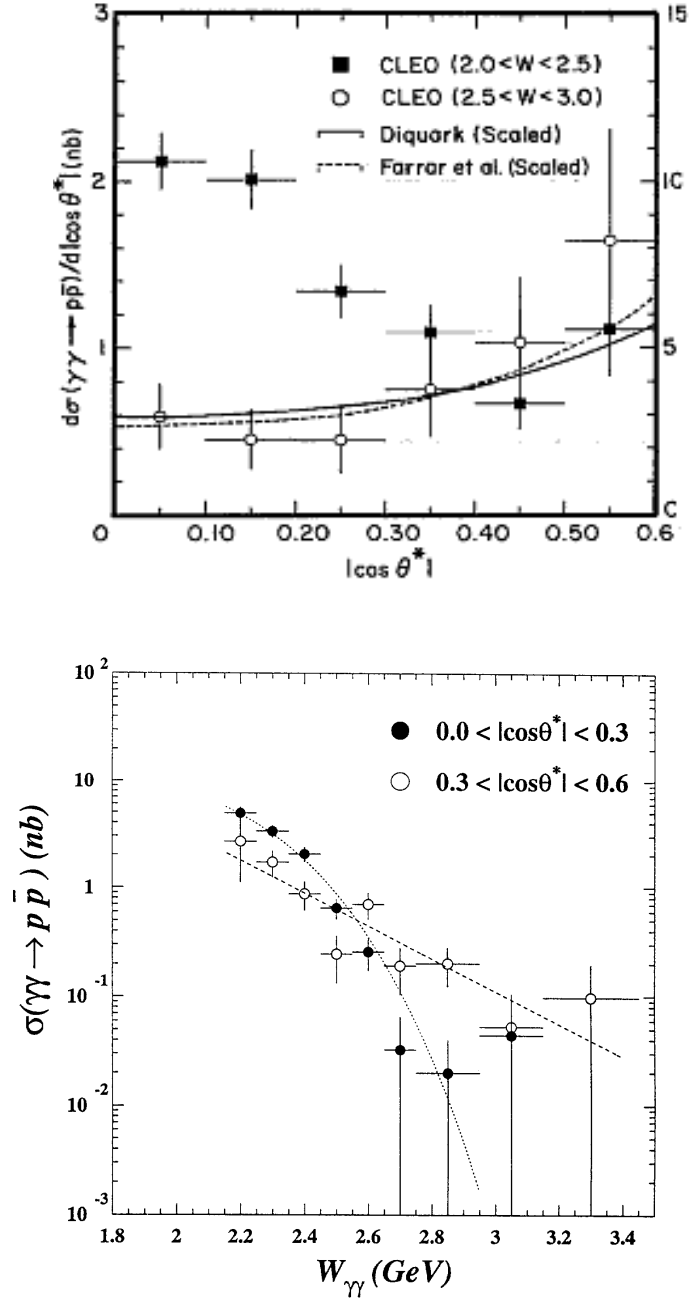 3
15
■ CLEO (2.0<W<2.5)
○ CLEO (2.5<W<3.0)
Diquark (Scaled)
Farrar et al. (Scaled)
2
10
dσ(γγ → pp̄)/d|cos θ*| (nb)
1
5
0
0 0.10 0.20 0.30 0.40 0.50 0.6
|cos θ*|
10²
● 0.0 < |cosθ*| < 0.3
○ 0.3 < |cosθ*| < 0.6
10
σ(γγ → p p̄) (nb)
1
10⁻¹
10⁻²
10⁻³
1.8 2 2.2 2.4 2.6 2.8 3 3.2 3.4
Wγγ (GeV)